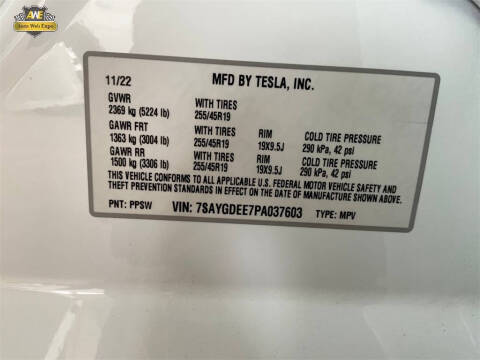 AWE
Auto Web Expo
11/22 MFD BY TESLA, INC.
GVWR WITH TIRES
2369 kg (5224 lb) 255/45R19
GAWR FRT WITH TIRES RIM COLD TIRE PRESSURE
1363 kg (3004 lb) 255/45R19 19X9.5J 290 kPa, 42 psi
GAWR RR WITH TIRES RIM COLD TIRE PRESSURE
1500 kg (3306 lb) 255/45R19 19X9.5J 290 kPa, 42 psi
THIS VEHICLE CONFORMS TO ALL APPLICABLE U.S. FEDERAL MOTOR VEHICLE SAFETY AND
THEFT PREVENTION STANDARDS IN EFFECT ON THE DATE OF MANUFACTURE SHOWN ABOVE.
PNT: PPSW VIN: 7SAYGDEE7PA037603 TYPE: MPV